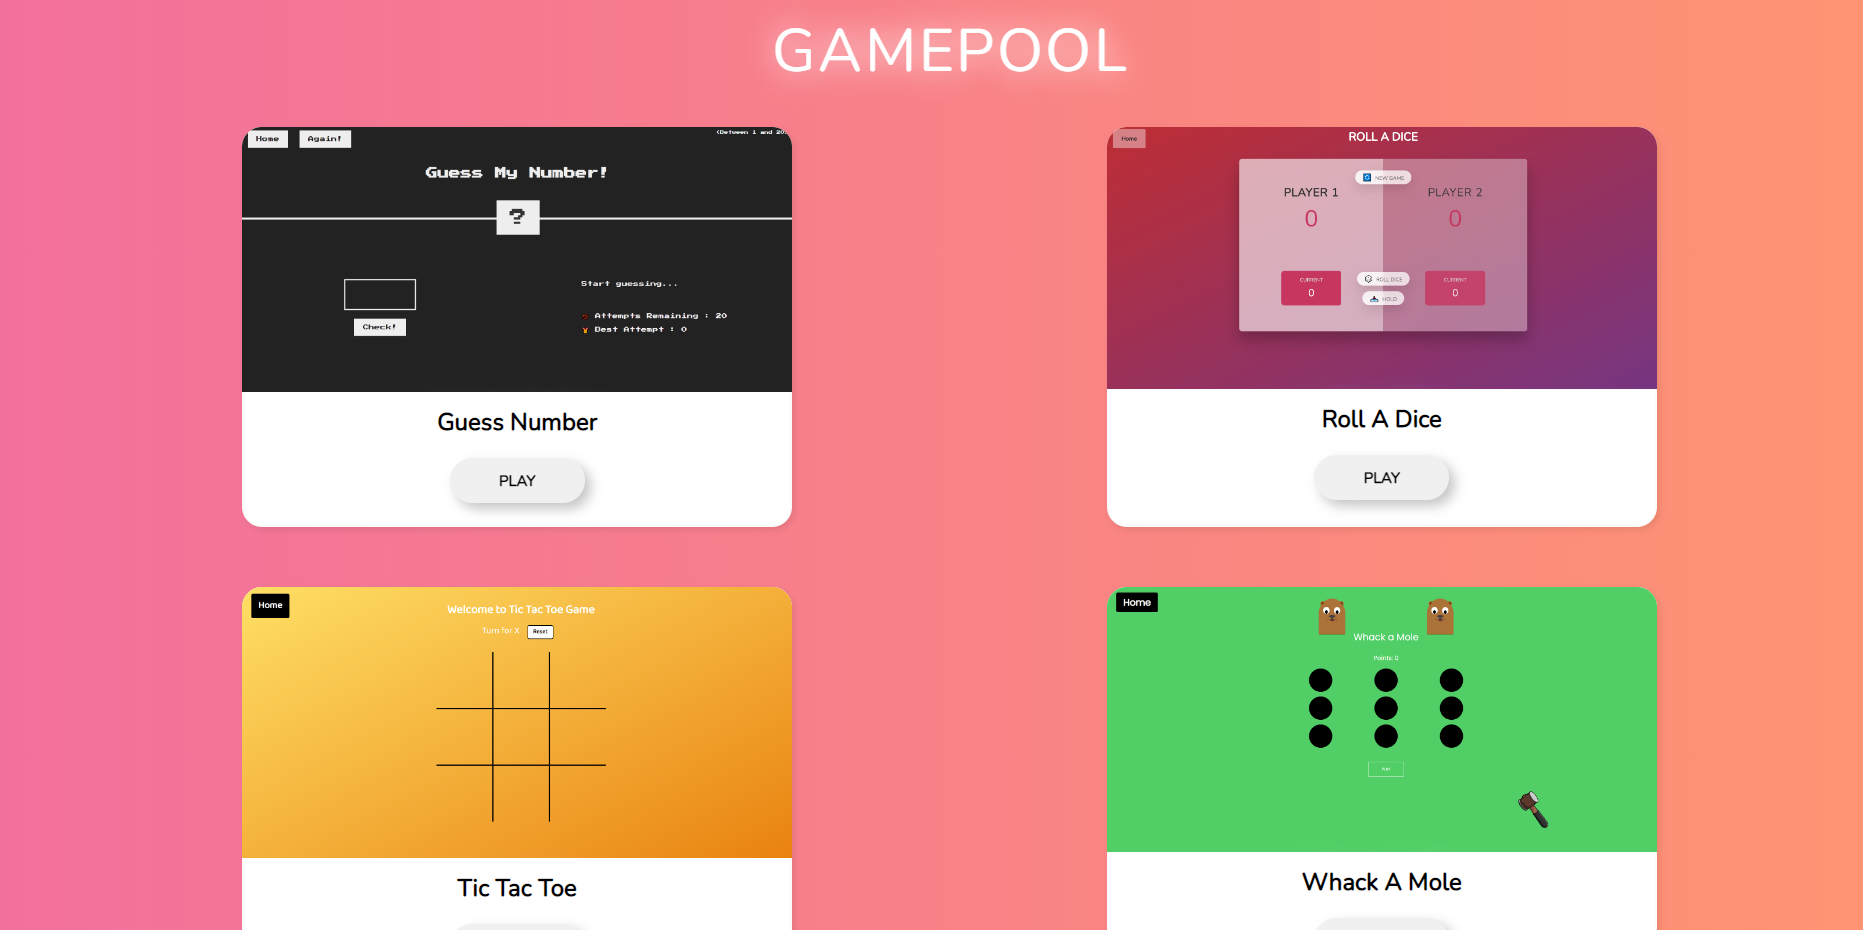 GAMEPOOL
Home Again! (Between 1 and 20)
Guess My Number!
?
Start guessing...
Attempts Remaining : 20
Check!
Best Attempt : 0
Guess Number
PLAY
Home
ROLL A DICE
NEW GAME
PLAYER 1 PLAYER 2
0 0
CURRENT ROLL DICE CURRENT
0 HOLD 0
Roll A Dice
PLAY
Home
Welcome to Tic Tac Toe Game
Turn for X Reset
Tic Tac Toe
Home
Whack a Mole
Points: 0
Whack A Mole